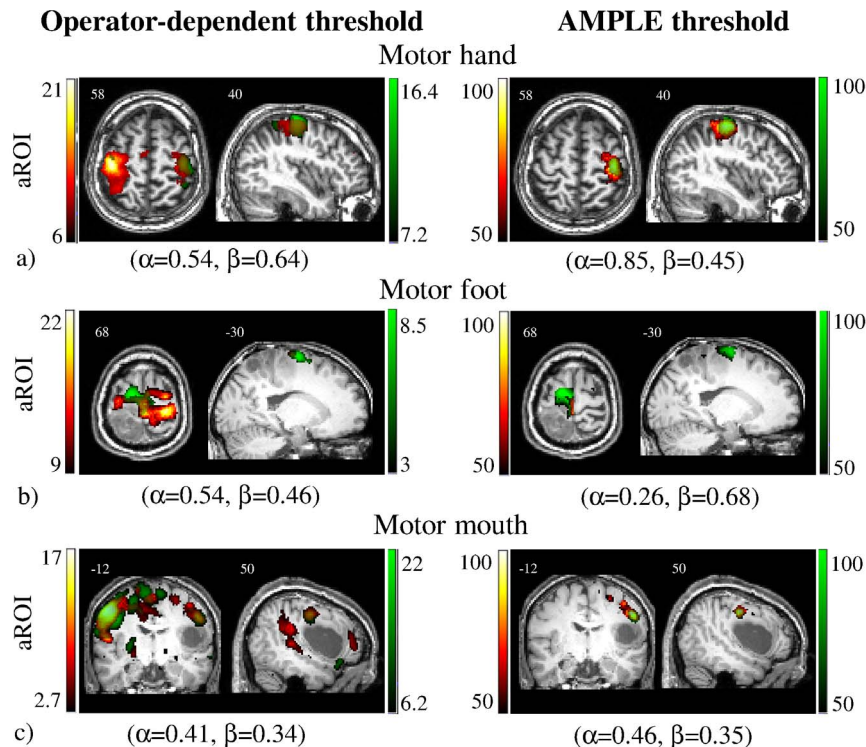 Operator-dependent threshold AMPLE threshold
Motor hand
21 58 40 16.4 100 58 40 100
aROI
6 7.2 50 50
a) (α=0.54, β=0.64) (α=0.85, β=0.45)
Motor foot
22 68 -30 8.5 100 68 -30 100
aROI
9 3 50 50
b) (α=0.54, β=0.46) (α=0.26, β=0.68)
Motor mouth
17 -12 50 22 100 -12 50 100
aROI
2.7 6.2 50 50
c) (α=0.41, β=0.34) (α=0.46, β=0.35)